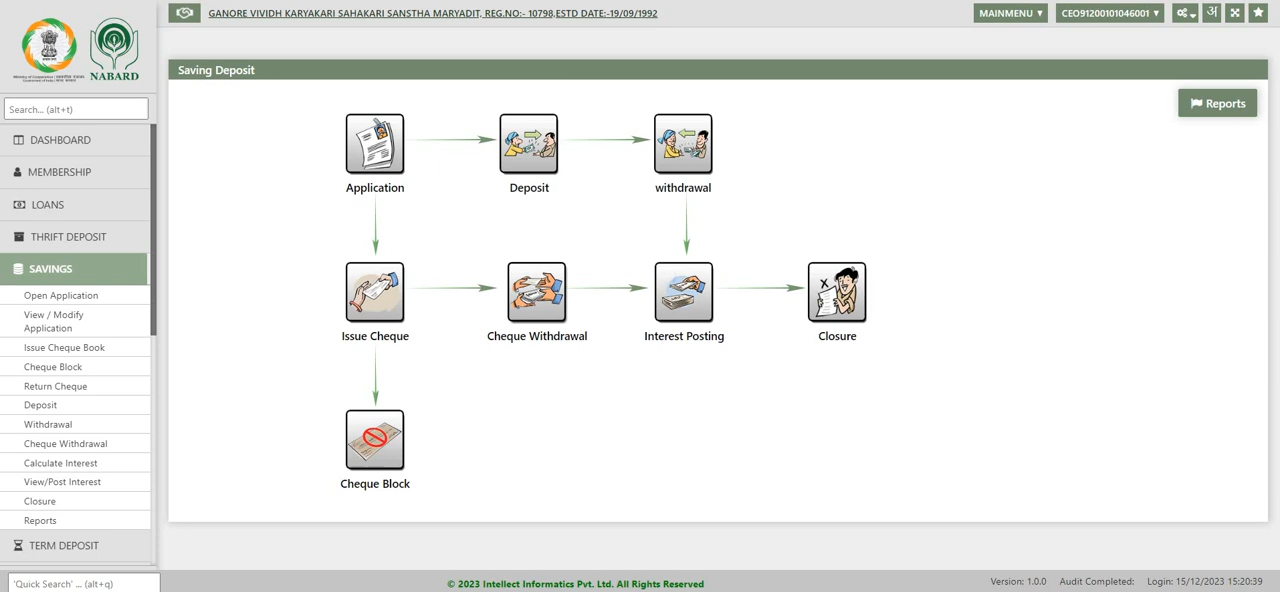 GANORE VIVIDH KARYAKARI SAHAKARI SANSTHA MARYADIT, REG.NO:- 10798,ESTD DATE:-19/09/1992
MAINMENU ▾
CEO91200101046001 ▾
अ
NABARD
Search... (alt+t)
DASHBOARD
MEMBERSHIP
LOANS
THRIFT DEPOSIT
SAVINGS
Open Application
View / Modify
Application
Issue Cheque Book
Cheque Block
Return Cheque
Deposit
Withdrawal
Cheque Withdrawal
Calculate Interest
View/Post Interest
Closure
Reports
TERM DEPOSIT
'Quick Search' ... (alt+q)
Saving Deposit
Reports
Application
Deposit
withdrawal
Issue Cheque
Cheque Withdrawal
Interest Posting
Closure
Cheque Block
© 2023 Intellect Informatics Pvt. Ltd. All Rights Reserved
Version: 1.0.0
Audit Completed:
Login: 15/12/2023 15:20:39